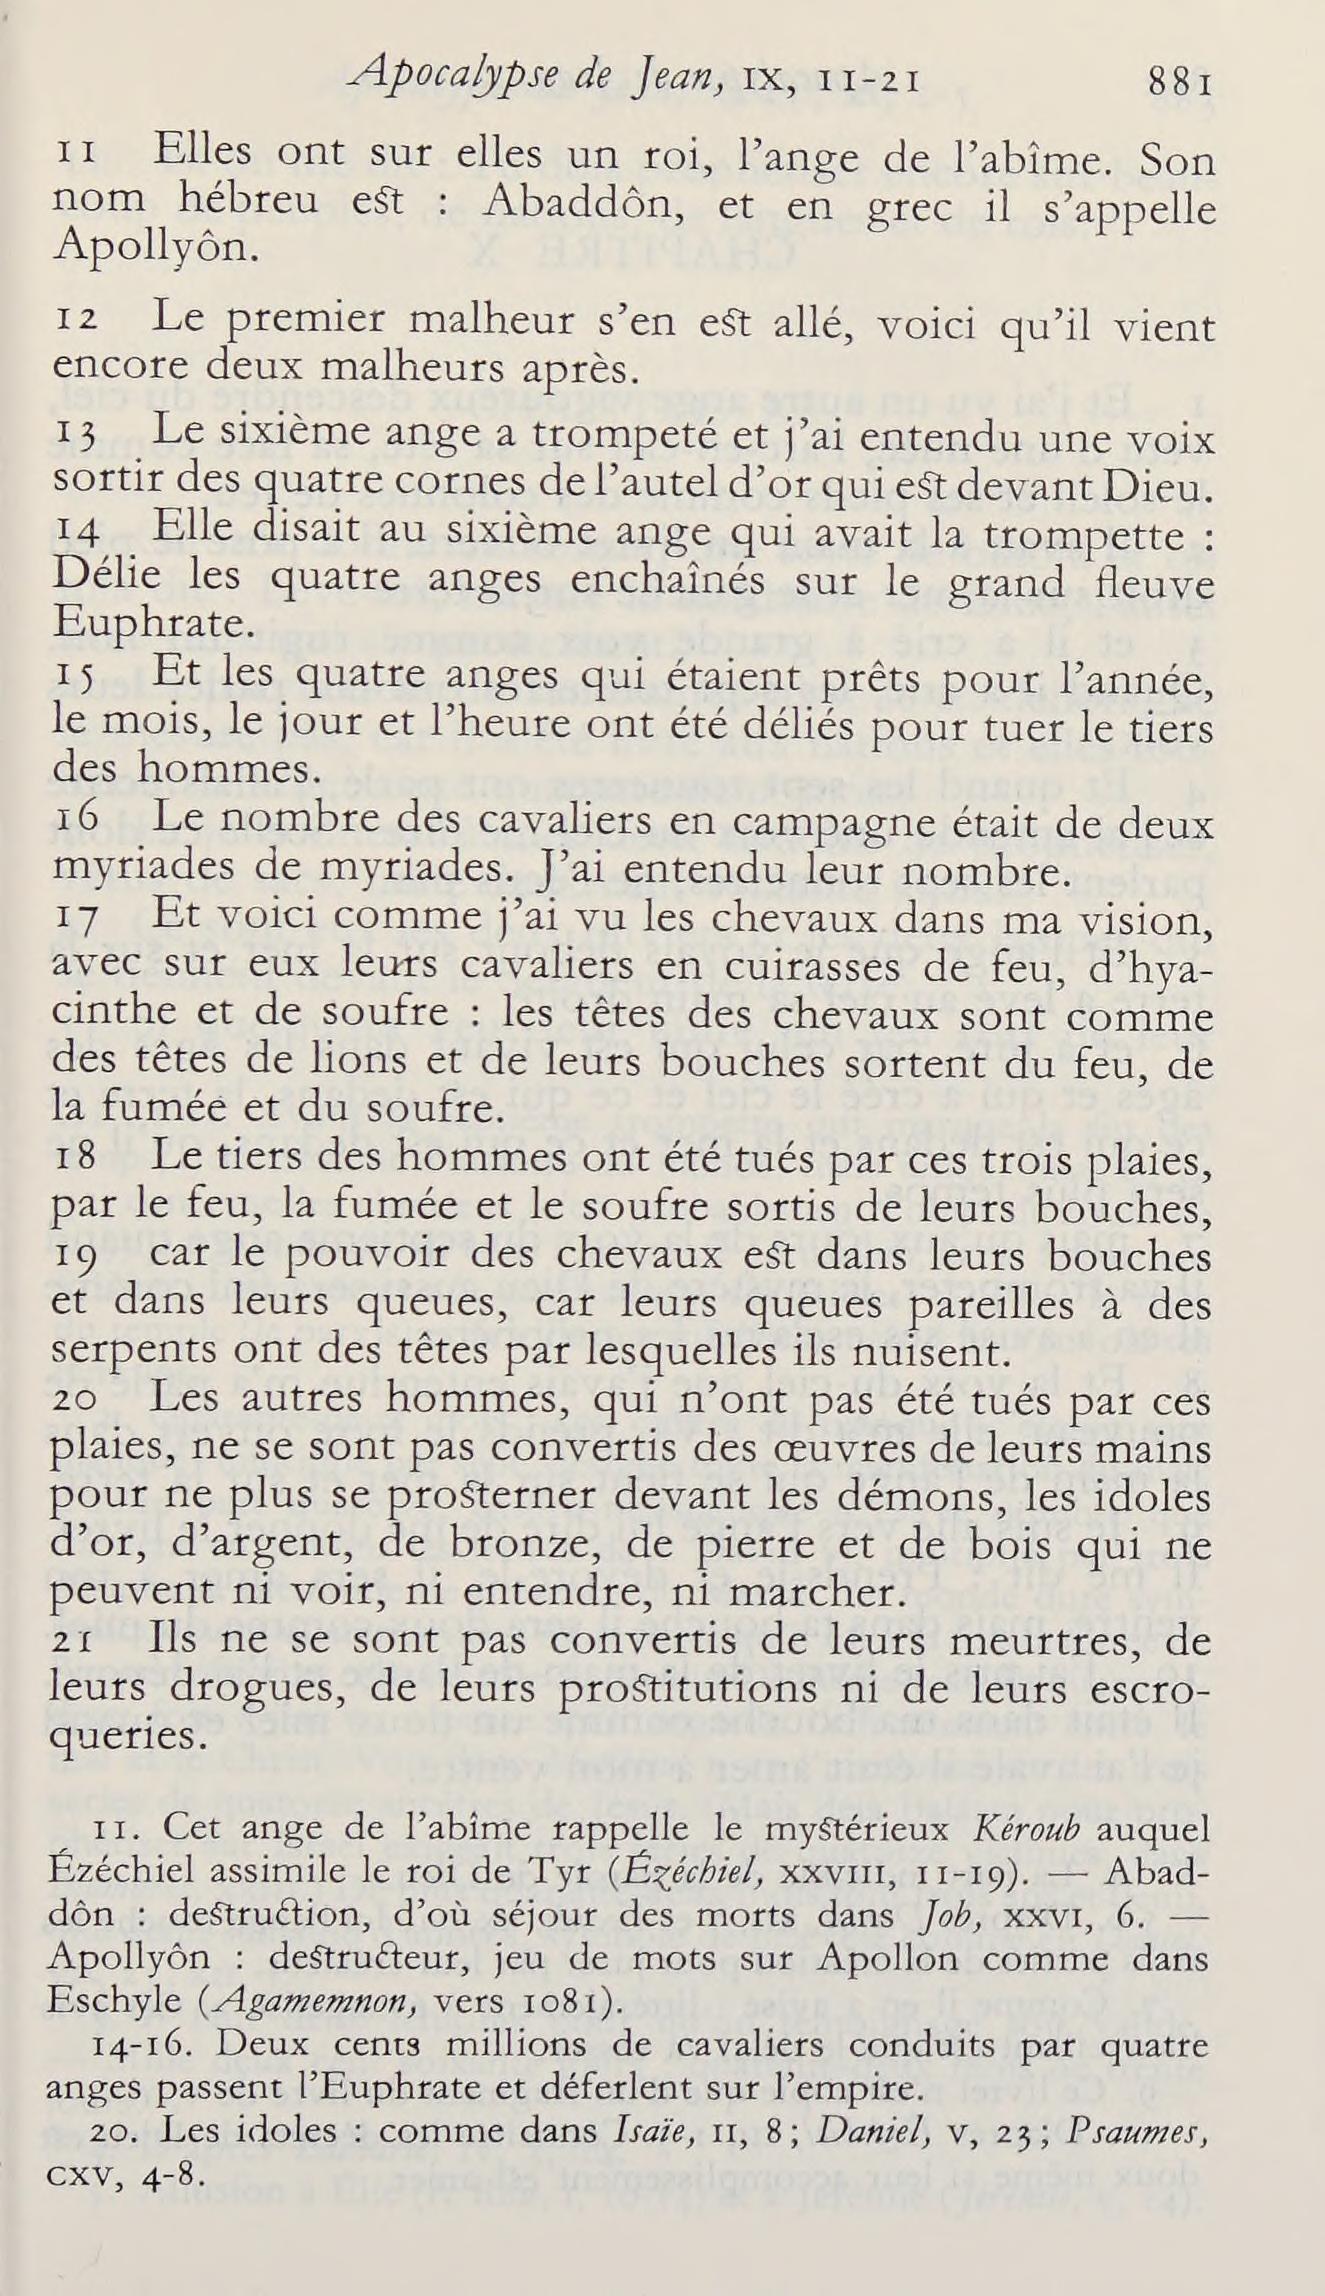 Apocalypse de Jean, IX, 11-21 881
11 Elles ont sur elles un roi, l’ange de l’abîme. Son
nom hébreu est : Abaddôn, et en grec il s’appelle
Apollyôn.
12 Le premier malheur s’en est allé, voici qu’il vient
encore deux malheurs après.
13 Le sixième ange a trompeté et j’ai entendu une voix
sortir des quatre cornes de l’autel d’or qui est devant Dieu.
14 Elle disait au sixième ange qui avait la trompette :
Délie les quatre anges enchaînés sur le grand fleuve
Euphrate.
15 Et les quatre anges qui étaient prêts pour l’année,
le mois, le jour et l’heure ont été déliés pour tuer le tiers
des hommes.
16 Le nombre des cavaliers en campagne était de deux
myriades de myriades. J’ai entendu leur nombre.
17 Et voici comme j’ai vu les chevaux dans ma vision,
avec sur eux leurs cavaliers en cuirasses de feu, d’hya-
cinthe et de soufre : les têtes des chevaux sont comme
des têtes de lions et de leurs bouches sortent du feu, de
la fumée et du soufre.
18 Le tiers des hommes ont été tués par ces trois plaies,
par le feu, la fumée et le soufre sortis de leurs bouches,
19 car le pouvoir des chevaux est dans leurs bouches
et dans leurs queues, car leurs queues pareilles à des
serpents ont des têtes par lesquelles ils nuisent.
20 Les autres hommes, qui n’ont pas été tués par ces
plaies, ne se sont pas convertis des œuvres de leurs mains
pour ne plus se prosterner devant les démons, les idoles
d’or, d’argent, de bronze, de pierre et de bois qui ne
peuvent ni voir, ni entendre, ni marcher.
21 Ils ne se sont pas convertis de leurs meurtres, de
leurs drogues, de leurs prostitutions ni de leurs escro-
queries.
11. Cet ange de l’abîme rappelle le mystérieux Kéroub auquel
Ézéchiel assimile le roi de Tyr (Ézéchiel, XXVIII, 11-19). — Abad-
dôn : destruction, d’où séjour des morts dans Job, XXVI, 6. —
Apollyôn : destructeur, jeu de mots sur Apollon comme dans
Eschyle (Agamemnon, vers 1081).
14-16. Deux cents millions de cavaliers conduits par quatre
anges passent l’Euphrate et déferlent sur l’empire.
20. Les idoles : comme dans Isaïe, II, 8 ; Daniel, V, 23 ; Psaumes,
CXV, 4-8.